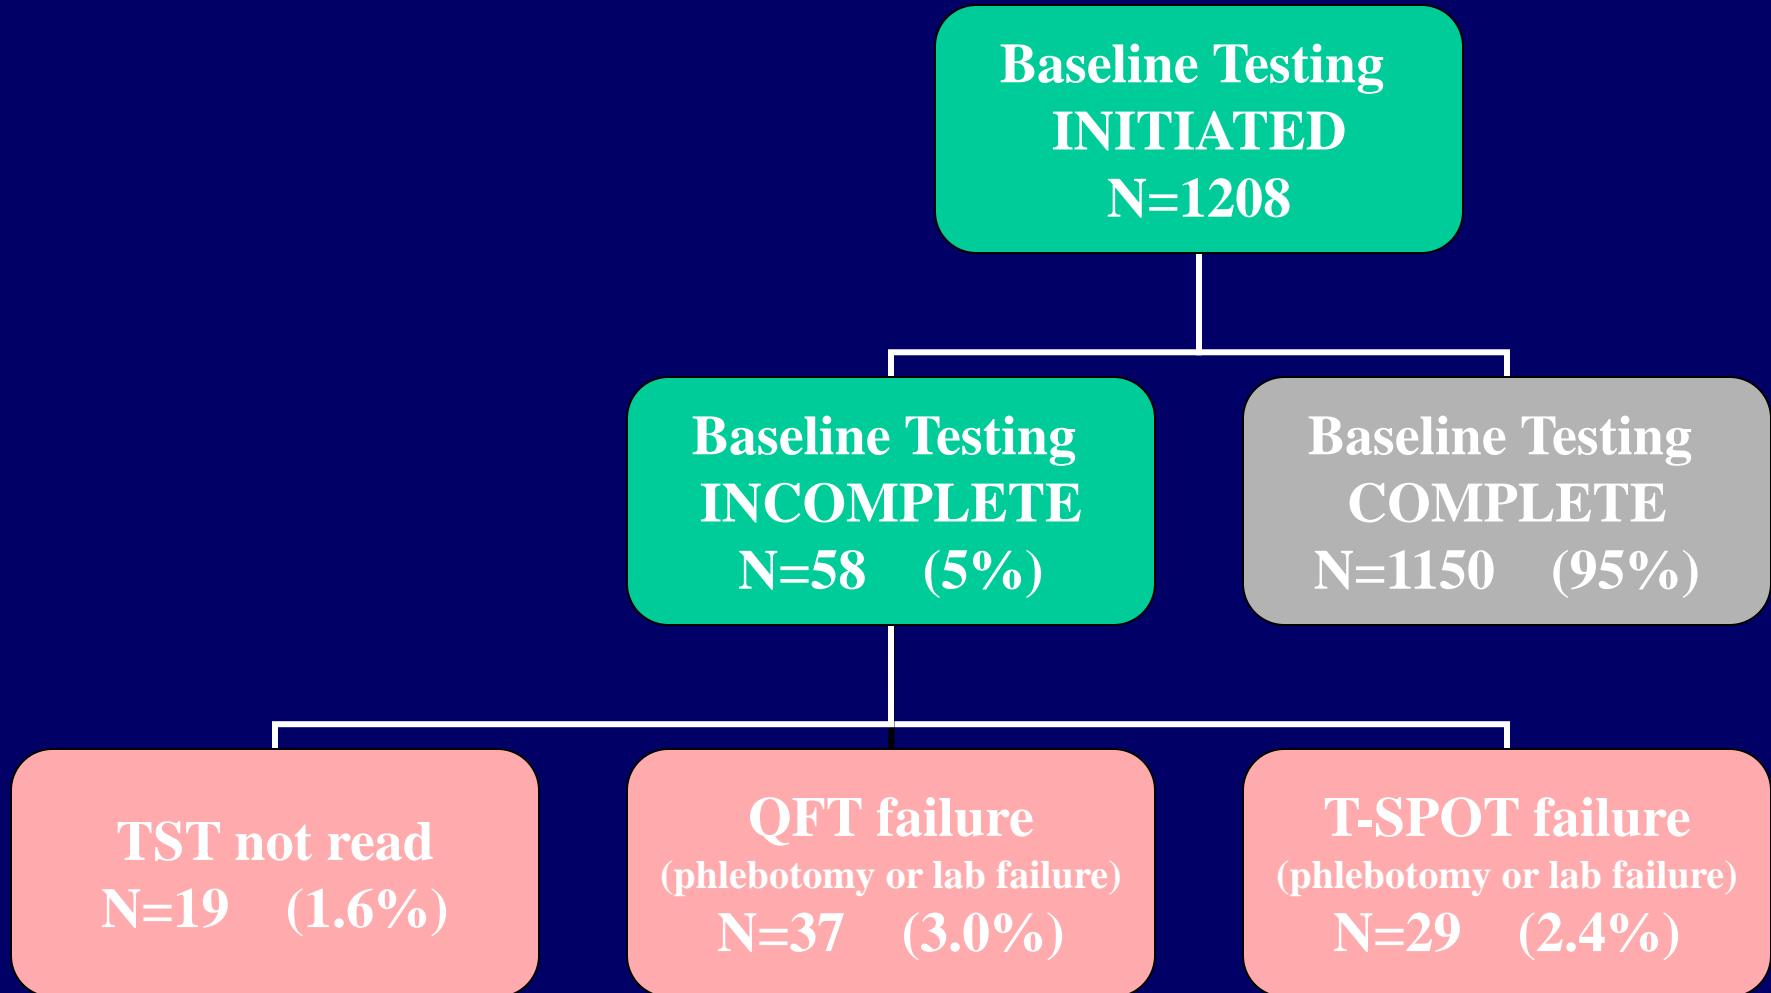 Baseline Testing
INITIATED
N=1208
Baseline Testing
INCOMPLETE
N=58 (5%)
Baseline Testing
COMPLETE
N=1150 (95%)
TST not read
N=19 (1.6%)
QFT failure
(phlebotomy or lab failure)
N=37 (3.0%)
T-SPOT failure
(phlebotomy or lab failure)
N=29 (2.4%)